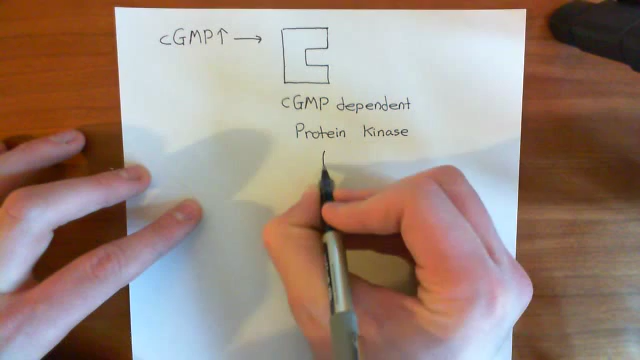 cGMP↑ →
cGMP dependent
Protein Kinase